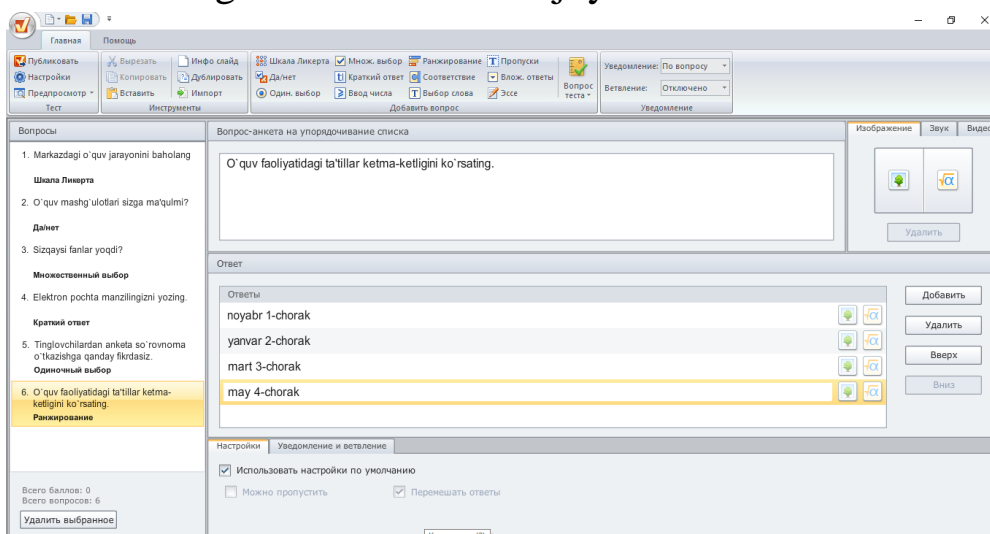 Главная Помощь
Публиковать
Настройки
Предпросмотр
Тест
Вырезать
Копировать
Вставить
Инфо слайд
Дублировать
Импорт
Инструменты
Шкала Ликерта
Да/нет
Один. выбор
Множ. выбор
Краткий ответ
Ввод числа
Ранжирование
Соответствие
Выбор слова
Пропуски
Влож. ответы
Эссе
Добавить вопрос
Вопрос
теста
Уведомление: По вопросу
Ветвление: Отключено
Уведомление
Вопросы
1. Markazdagi o`quv jarayonini baholang
Шкала Ликерта
2. O`quv mashg`ulotlari sizga ma'qulmi?
Да/нет
3. Sizqaysi fanlar yoqdi?
Множественный выбор
4. Elektron pochta manzilingizni yozing.
Краткий ответ
5. Tinglovchilardan anketa so`rovnoma
o`tkazishga qanday fikrdasiz.
Одиночный выбор
6. O`quv faoliyatidagi ta'tillar ketma-
ketligini ko`rsating.
Ранжирование
Всего баллов: 0
Всего вопросов: 6
Удалить выбранное
Вопрос-анкета на упорядочивание списка
O`quv faoliyatidagi ta'tillar ketma-ketligini ko`rsating.
Изображение Звук Видео
Удалить
Ответ
Ответы
noyabr 1-chorak
yanvar 2-chorak
mart 3-chorak
may 4-chorak
Добавить
Удалить
Вверх
Вниз
Настройки Уведомление и ветвление
Использовать настройки по умолчанию
Можно пропустить Перемешать ответы